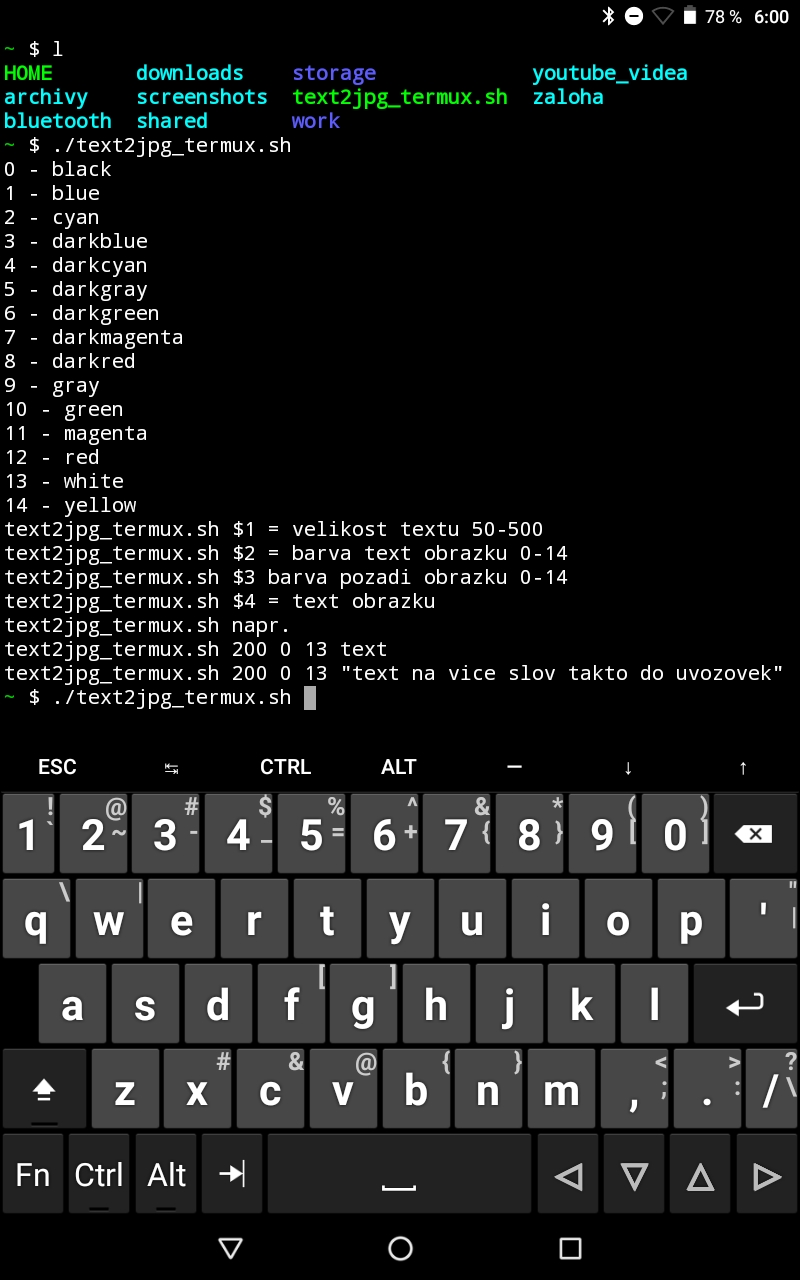 78 % 6:00
~ $ l
HOME downloads storage youtube_videa
archivy screenshots text2jpg_termux.sh zaloha
bluetooth shared work
~ $ ./text2jpg_termux.sh
0 - black
1 - blue
2 - cyan
3 - darkblue
4 - darkcyan
5 - darkgray
6 - darkgreen
7 - darkmagenta
8 - darkred
9 - gray
10 - green
11 - magenta
12 - red
13 - white
14 - yellow
text2jpg_termux.sh $1 = velikost textu 50-500
text2jpg_termux.sh $2 = barva text obrazku 0-14
text2jpg_termux.sh $3 barva pozadi obrazku 0-14
text2jpg_termux.sh $4 = text obrazku
text2jpg_termux.sh napr.
text2jpg_termux.sh 200 0 13 text
text2jpg_termux.sh 200 0 13 "text na vice slov takto do uvozovek"
~ $ ./text2jpg_termux.sh
ESC ↹ CTRL ALT — ↓ ↑
1 ! ` 2 @ ~ 3 # - 4 $ _ 5 % = 6 ^ + 7 & { 8 * } 9 ( [ 0 ) ]
q \ w | e r t y u i o p ' " |
a s d f [ g ] h j k l
z x # c & v @ b { n } m , < ; . > : / ? \
Fn Ctrl Alt